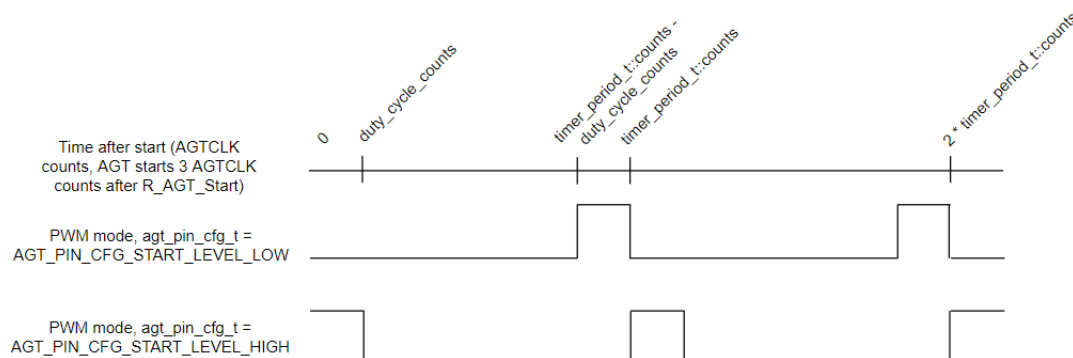 0
duty_cycle_counts
timer_period_t::counts -
duty_cycle_counts
timer_period_t::counts
2 * timer_period_t::counts
Time after start (AGTCLK
counts, AGT starts 3 AGTCLK
counts after R_AGT_Start)
PWM mode, agt_pin_cfg_t =
AGT_PIN_CFG_START_LEVEL_LOW
PWM mode, agt_pin_cfg_t =
AGT_PIN_CFG_START_LEVEL_HIGH